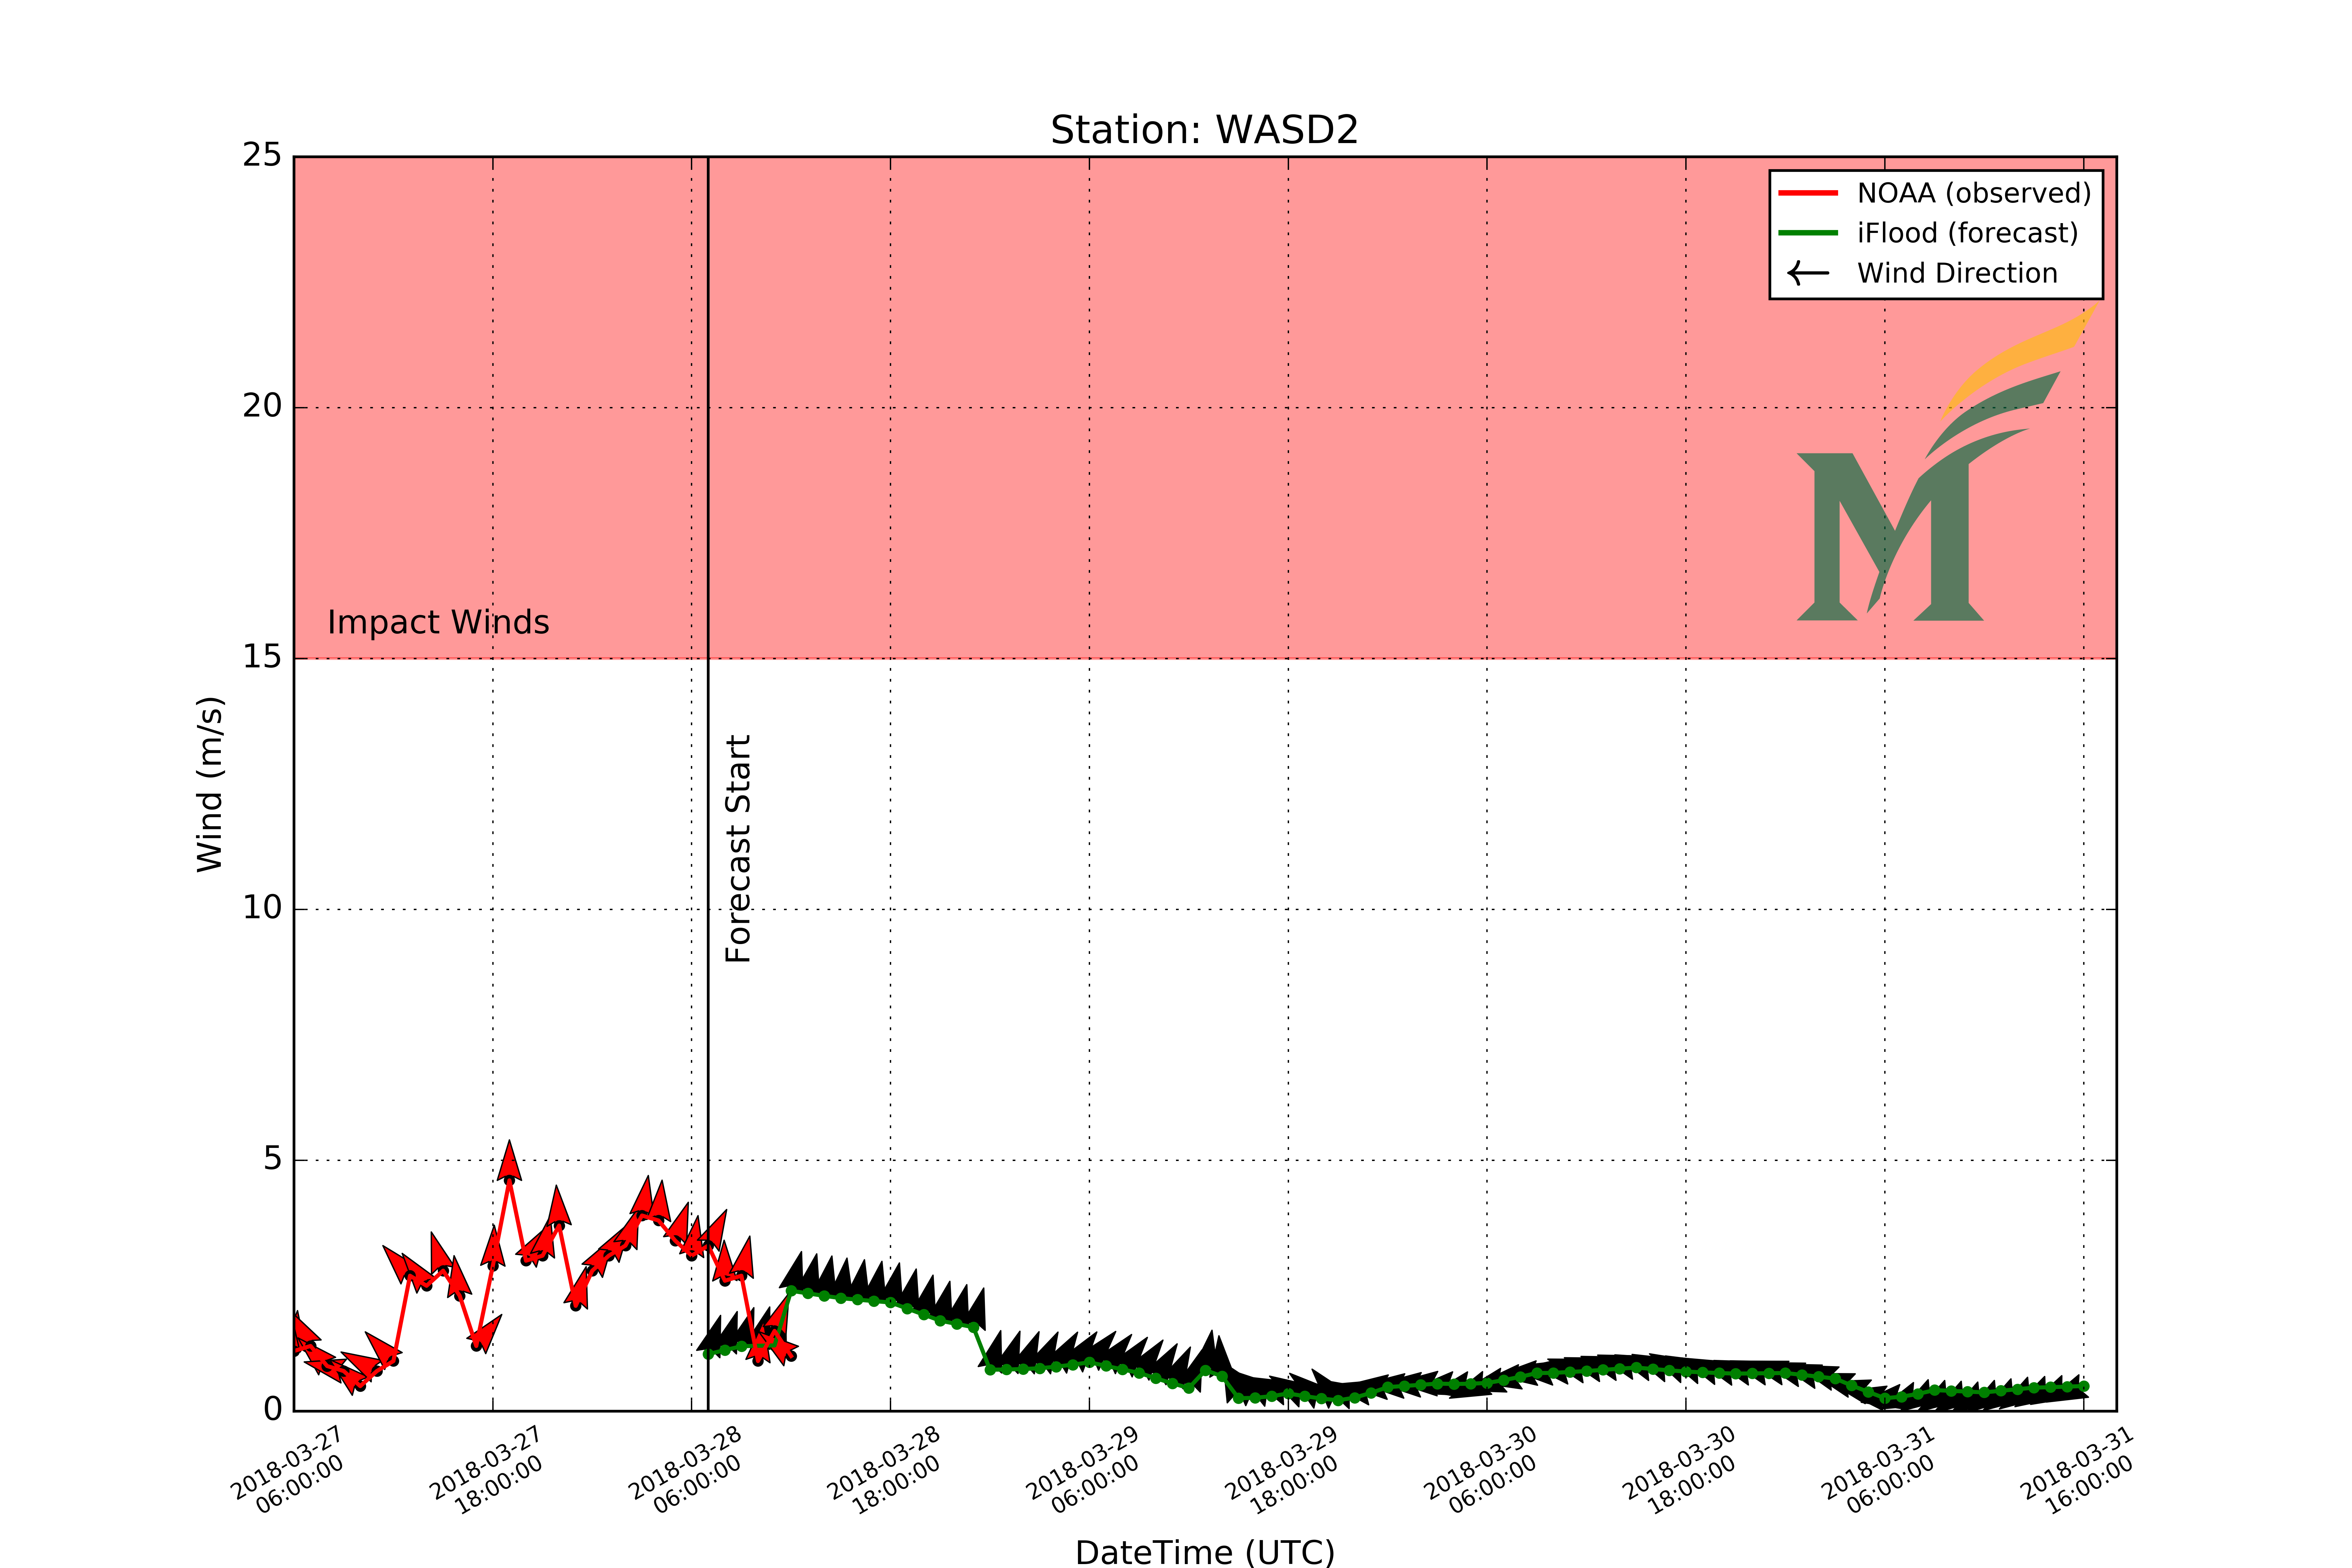 Station: WASD2
25
20
15
10
5
0
Wind (m/s)
NOAA (observed)
iFlood (forecast)
Wind Direction
M
Impact Winds
Forecast Start
2018-03-27
06:00:00
2018-03-27
18:00:00
2018-03-28
06:00:00
2018-03-28
18:00:00
2018-03-29
06:00:00
2018-03-29
18:00:00
2018-03-30
06:00:00
2018-03-30
18:00:00
2018-03-31
06:00:00
2018-03-31
16:00:00
DateTime (UTC)